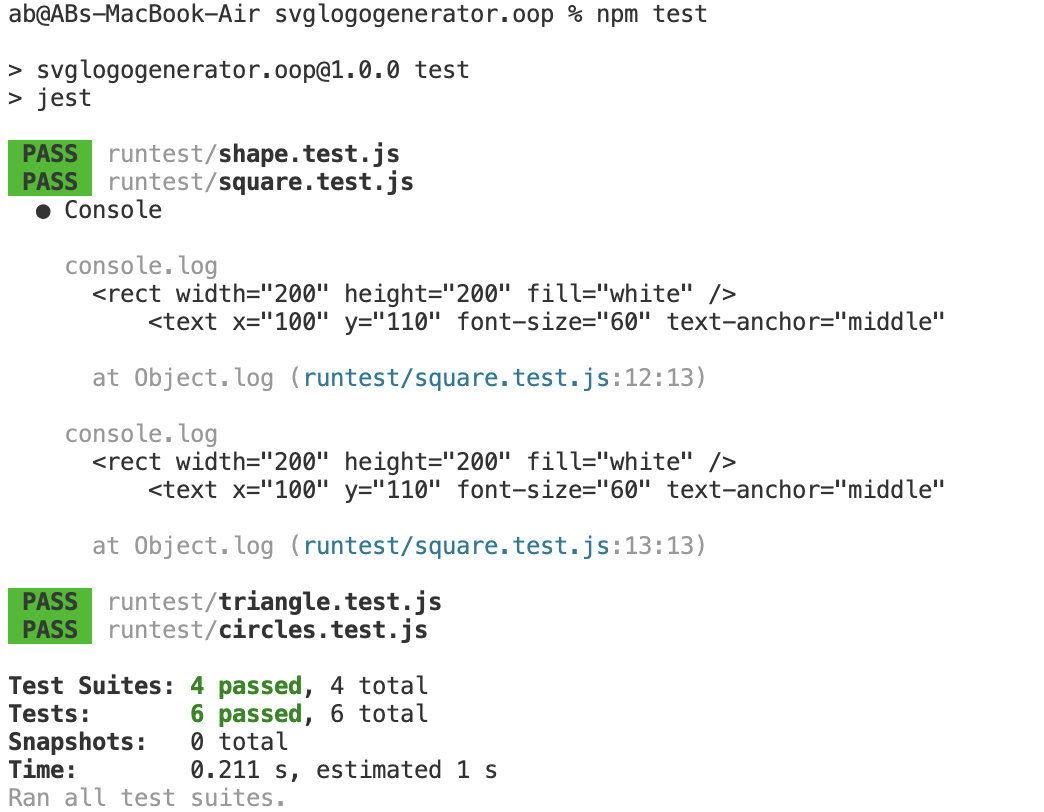 ab@ABs-MacBook-Air svglogogenerator.oop % npm test
> svglogogenerator.oop@1.0.0 test
> jest
PASS runtest/shape.test.js
PASS runtest/square.test.js
● Console
console.log
<rect width="200" height="200" fill="white" />
<text x="100" y="110" font-size="60" text-anchor="middle"
at Object.log (runtest/square.test.js:12:13)
console.log
<rect width="200" height="200" fill="white" />
<text x="100" y="110" font-size="60" text-anchor="middle"
at Object.log (runtest/square.test.js:13:13)
PASS runtest/triangle.test.js
PASS runtest/circles.test.js
Test Suites: 4 passed, 4 total
Tests: 6 passed, 6 total
Snapshots: 0 total
Time: 0.211 s, estimated 1 s
Ran all test suites.